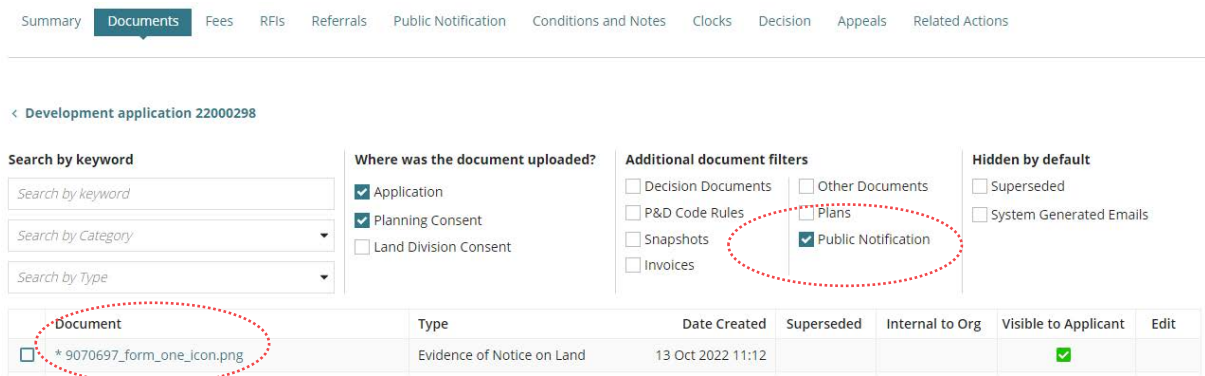 Summary Documents Fees RFIs Referrals Public Notification Conditions and Notes Clocks Decision Appeals Related Actions
< Development application 22000298
Search by keyword
Search by keyword
Search by Category
Search by Type
Where was the document uploaded?
Application
Planning Consent
Land Division Consent
Additional document filters
Decision Documents
P&D Code Rules
Snapshots
Invoices
Other Documents
Plans
Public Notification
Hidden by default
Superseded
System Generated Emails
Document Type Date Created Superseded Internal to Org Visible to Applicant Edit
* 9070697_form_one_icon.png Evidence of Notice on Land 13 Oct 2022 11:12